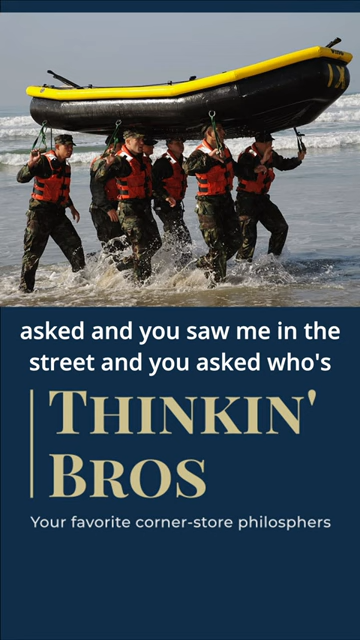 IX
asked and you saw me in the
street and you asked who's
THINKIN'
BROS
Your favorite corner-store philosphers